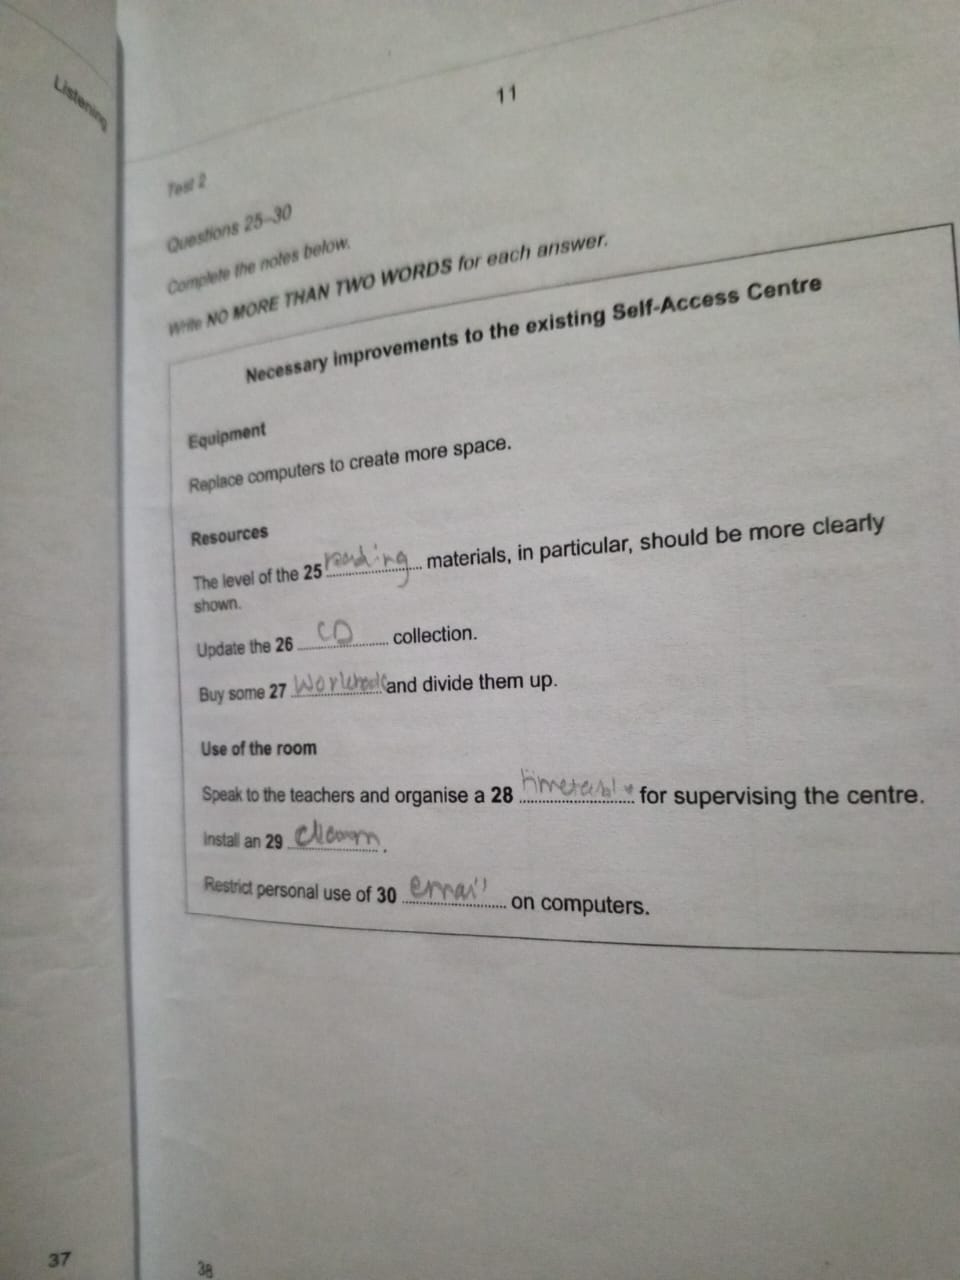 Listening
11
Test 2
Questions 25–30
Complete the notes below.
Write NO MORE THAN TWO WORDS for each answer.
Necessary improvements to the existing Self-Access Centre
Equipment
Replace computers to create more space.
Resources
The level of the 25 reading materials, in particular, should be more clearly
shown.
Update the 26 CD collection.
Buy some 27 and divide them up.
Use of the room
Speak to the teachers and organise a 28 timetable for supervising the centre.
Install an 29 .
Restrict personal use of 30 email on computers.
37
38